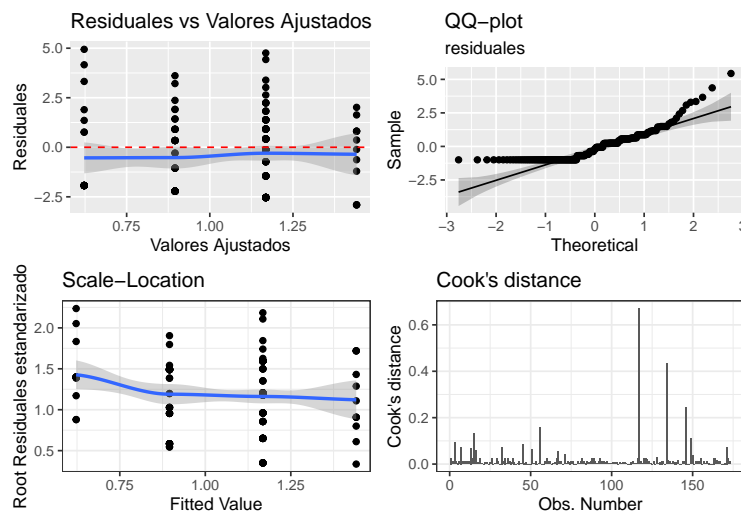 Residuales vs Valores Ajustados
5.0
2.5
0.0
−2.5
Residuales
0.75 1.00 1.25
Valores Ajustados
QQ−plot
residuales
5.0
2.5
0.0
−2.5
Sample
−3 −2 −1 0 1 2 3
Theoretical
Scale−Location
2.0
1.5
1.0
0.5
Root Residuales estandarizado
0.75 1.00 1.25
Fitted Value
Cook's distance
0.6
0.4
0.2
0.0
Cook's distance
0 50 100 150
Obs. Number